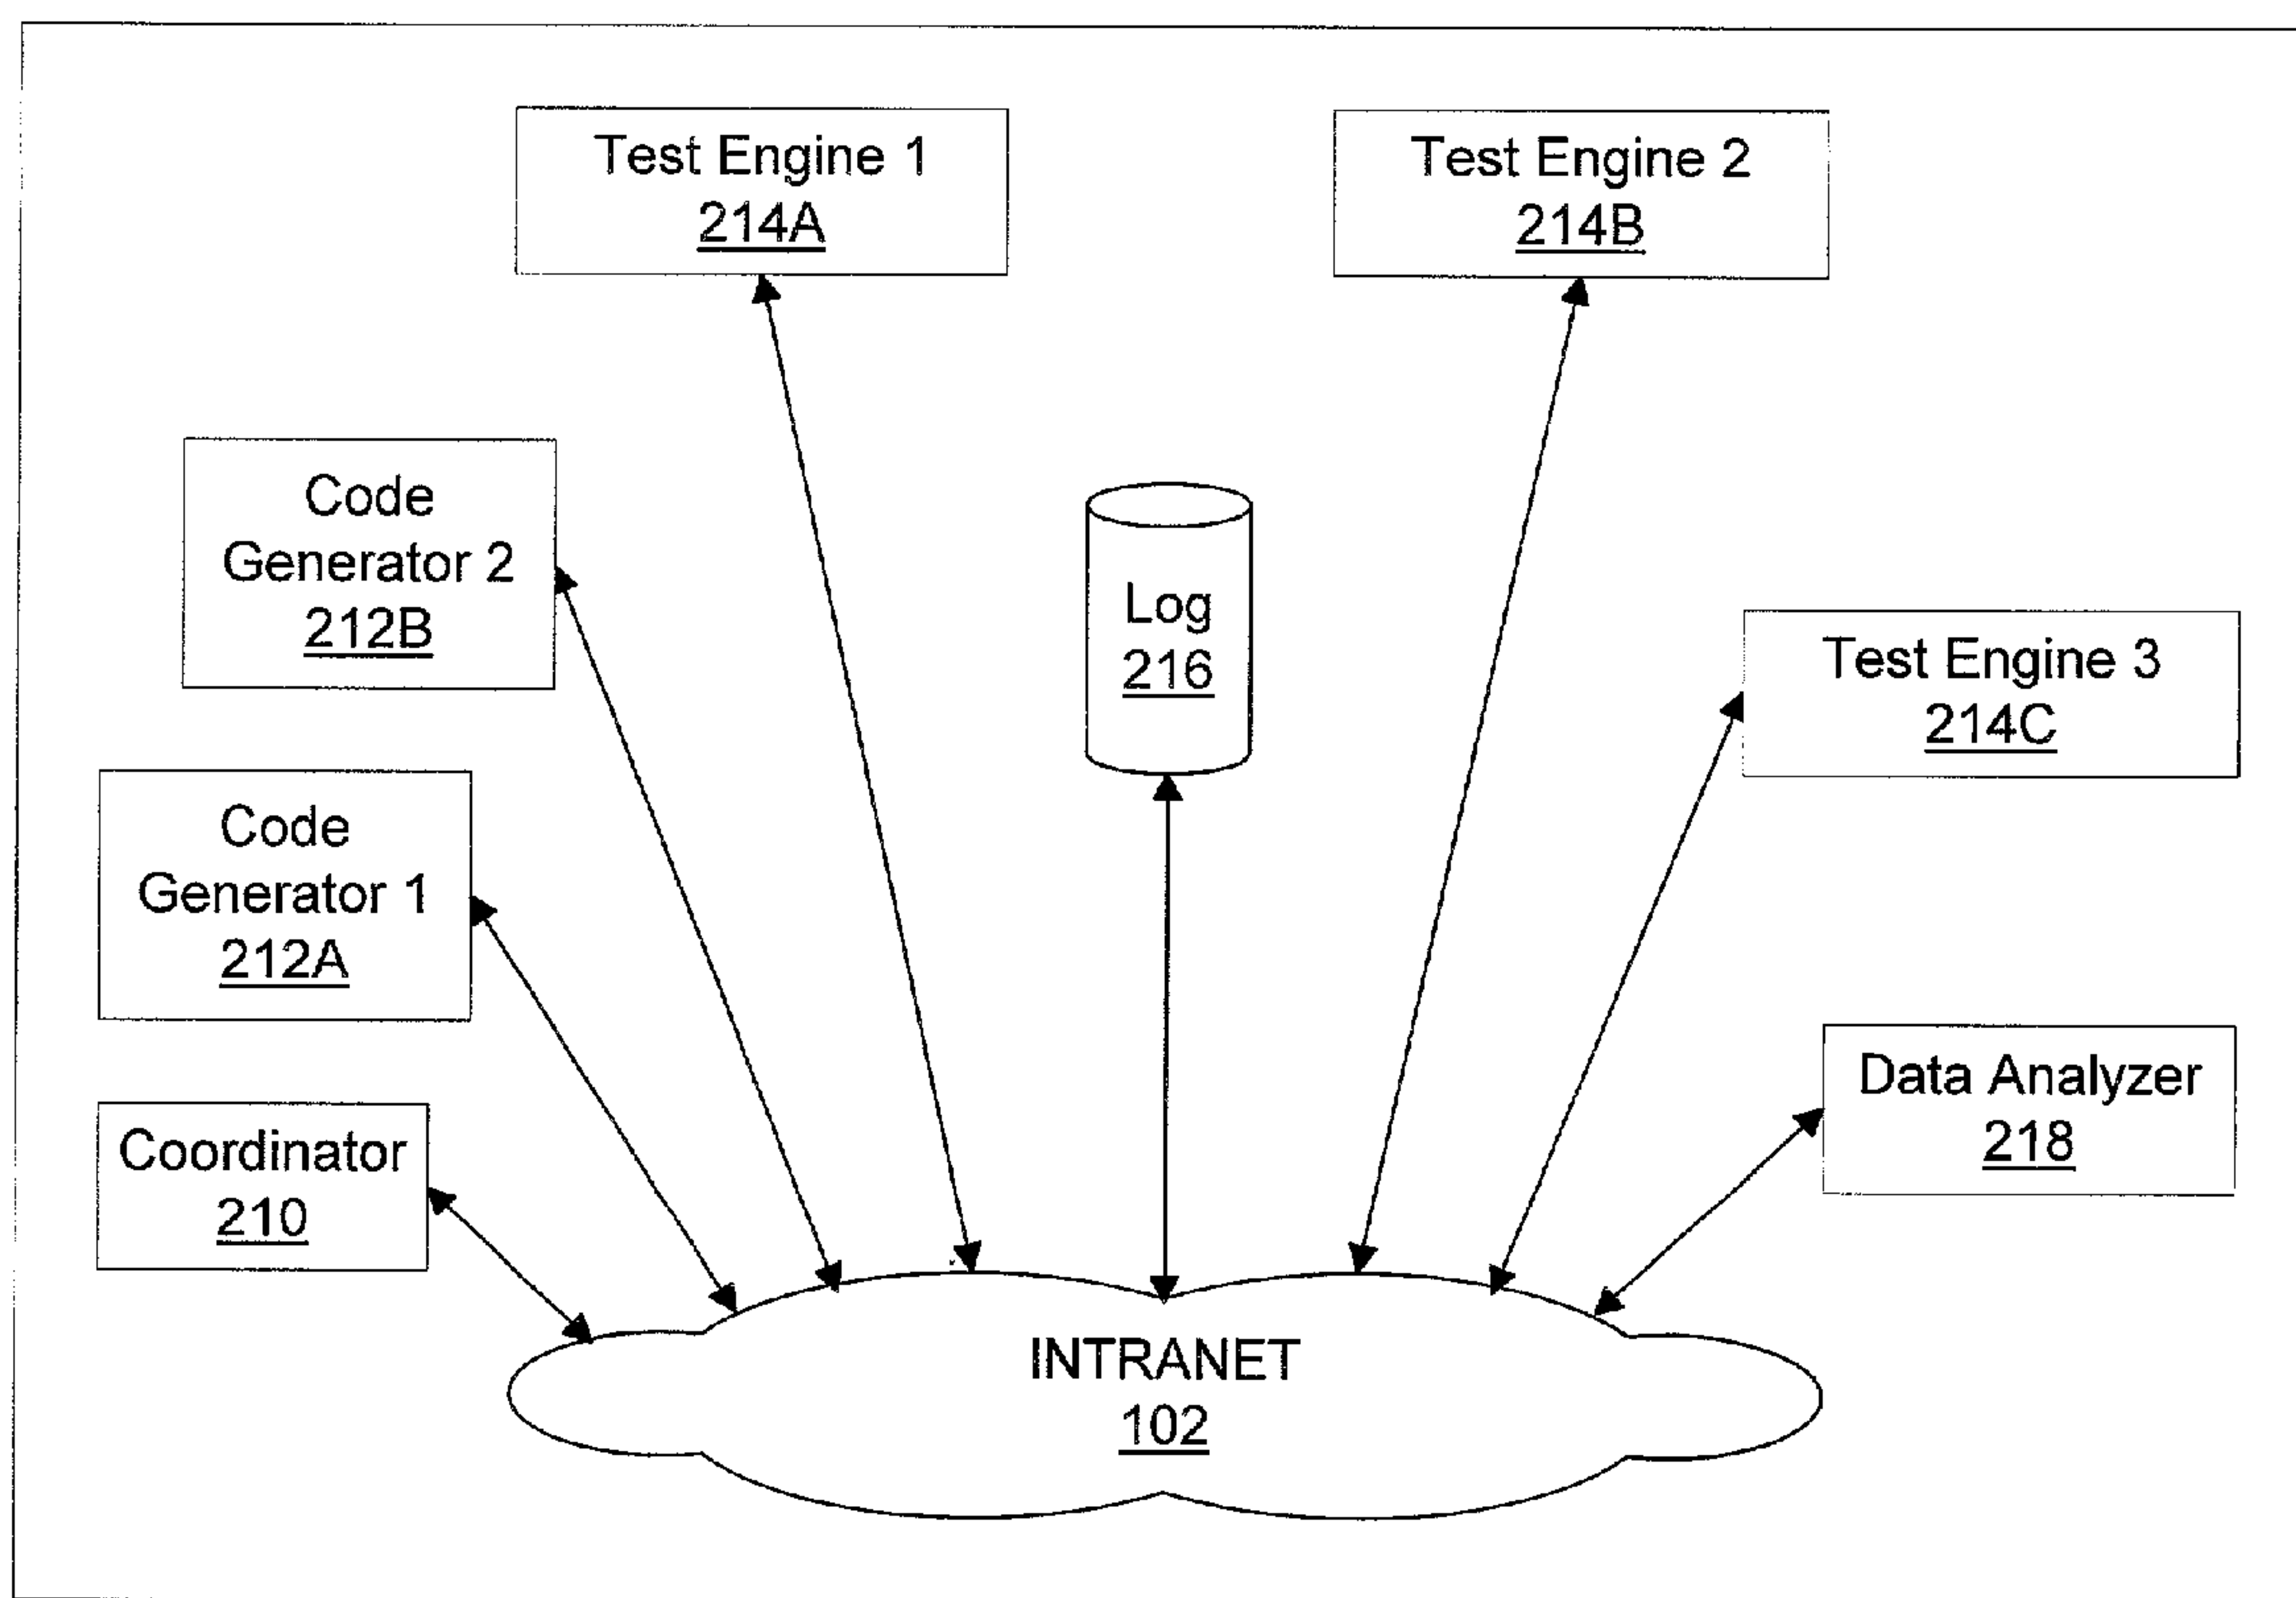 Test Engine 1
214A
Test Engine 2
214B
Code
Generator 2
212B
Log
216
Test Engine 3
214C
Code
Generator 1
212A
Data Analyzer
218
Coordinator
210
INTRANET
102